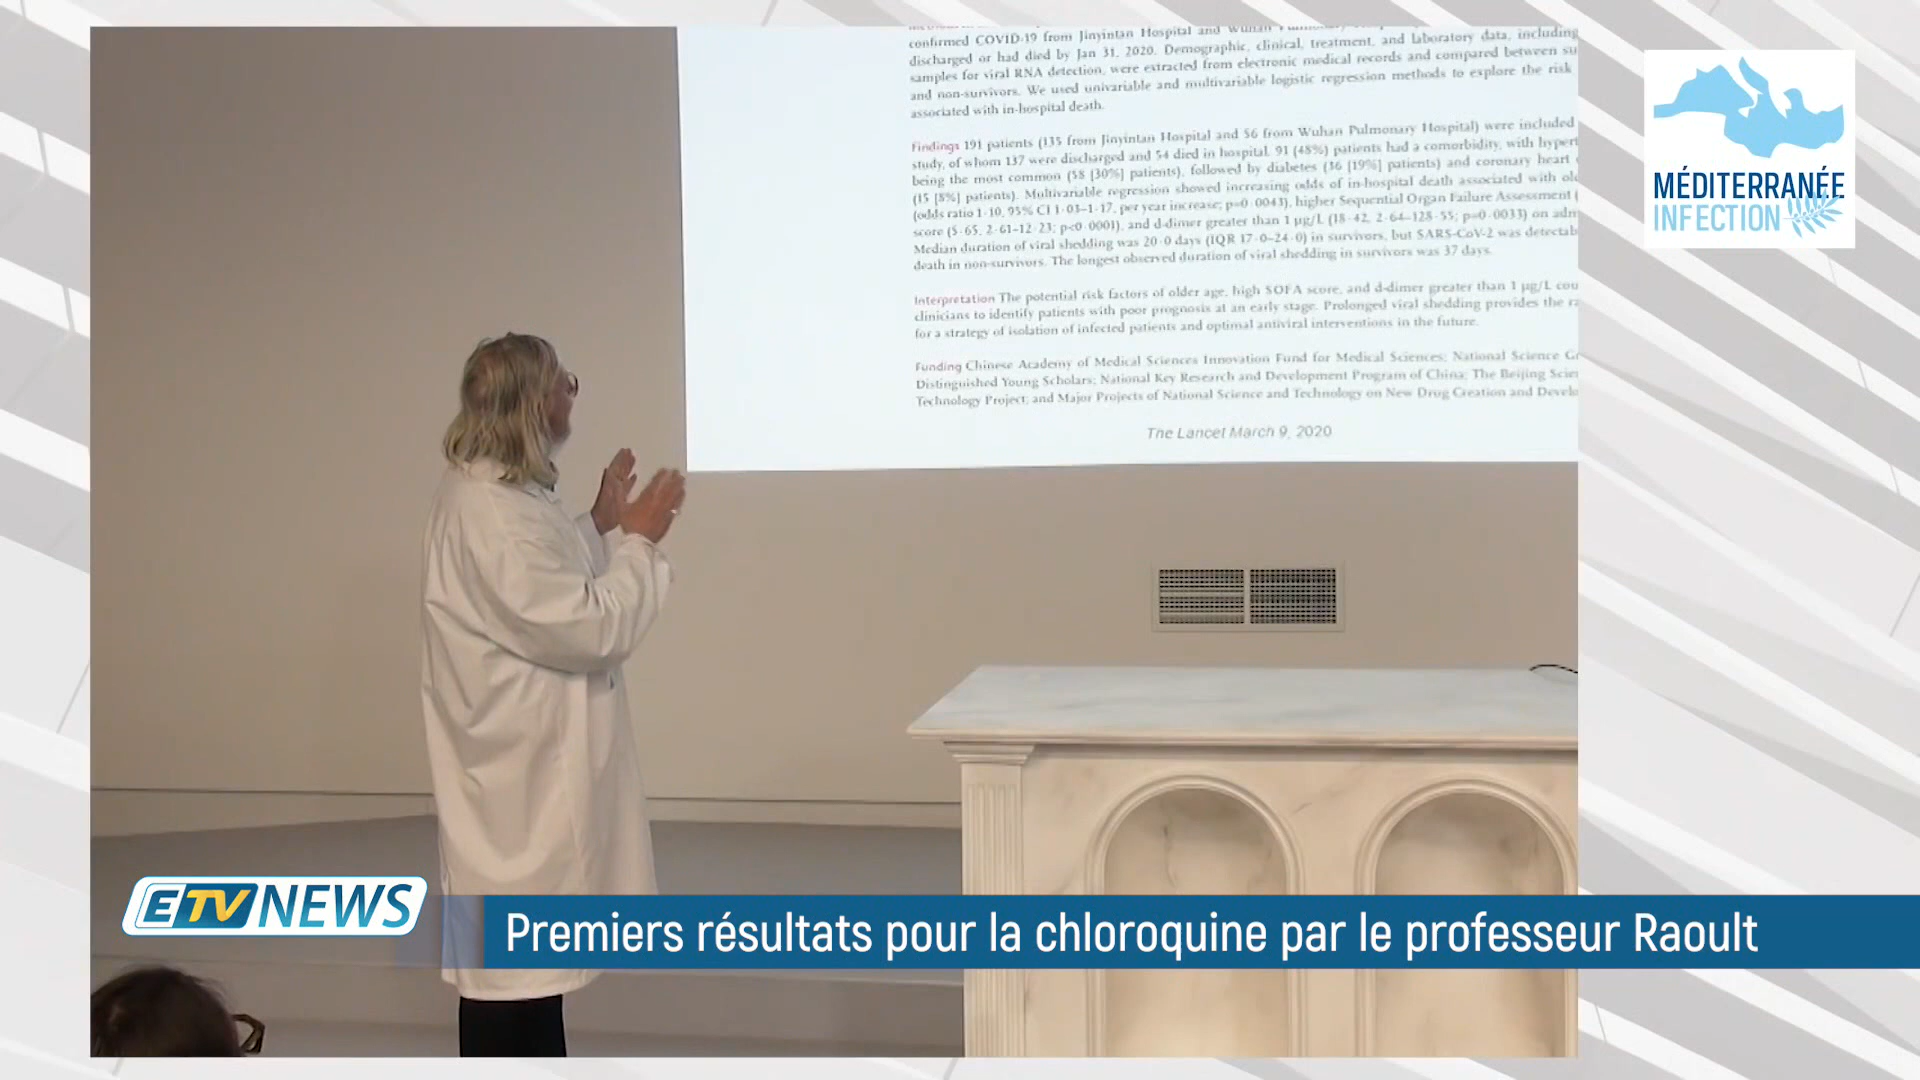 confirmed COVID-19 from Jinyintan Hospital and Wuhan Pulmonary
discharged or had died by Jan 31, 2020. Demographic, clinical, treatment, and laboratory data, including
samples for viral RNA detection, were extracted from electronic medical records and compared between su
and non-survivors. We used univariable and multivariable logistic regression methods to explore the risk
associated with in-hospital death.
Findings 191 patients (135 from Jinyintan Hospital and 56 from Wuhan Pulmonary Hospital) were included
study, of whom 137 were discharged and 54 died in hospital. 91 (48%) patients had a comorbidity, with hypert
being the most common (58 [30%] patients), followed by diabetes (36 [19%] patients) and coronary heart
(15 [8%] patients). Multivariable regression showed increasing odds of in-hospital death associated with ol
(odds ratio 1·10, 95% CI 1·03–1·17, per year increase; p=0·0043), higher Sequential Organ Failure Assessment (
score (5·65, 2·61–12·23; p<0·0001), and d-dimer greater than 1 µg/L (18·42, 2·64–128·55; p=0·0033) on adm
Median duration of viral shedding was 20·0 days (IQR 17·0–24·0) in survivors, but SARS-CoV-2 was detectab
death in non-survivors. The longest observed duration of viral shedding in survivors was 37 days.
Interpretation The potential risk factors of older age, high SOFA score, and d-dimer greater than 1 µg/L cou
clinicians to identify patients with poor prognosis at an early stage. Prolonged viral shedding provides the ra
for a strategy of isolation of infected patients and optimal antiviral interventions in the future.
Funding Chinese Academy of Medical Sciences Innovation Fund for Medical Sciences; National Science Gr
Distinguished Young Scholars; National Key Research and Development Program of China; The Beijing Scien
Technology Project; and Major Projects of National Science and Technology on New Drug Creation and Develo
The Lancet March 9, 2020
MÉDITERRANÉE
INFECTION
ETV NEWS
Premiers résultats pour la chloroquine par le professeur Raoult